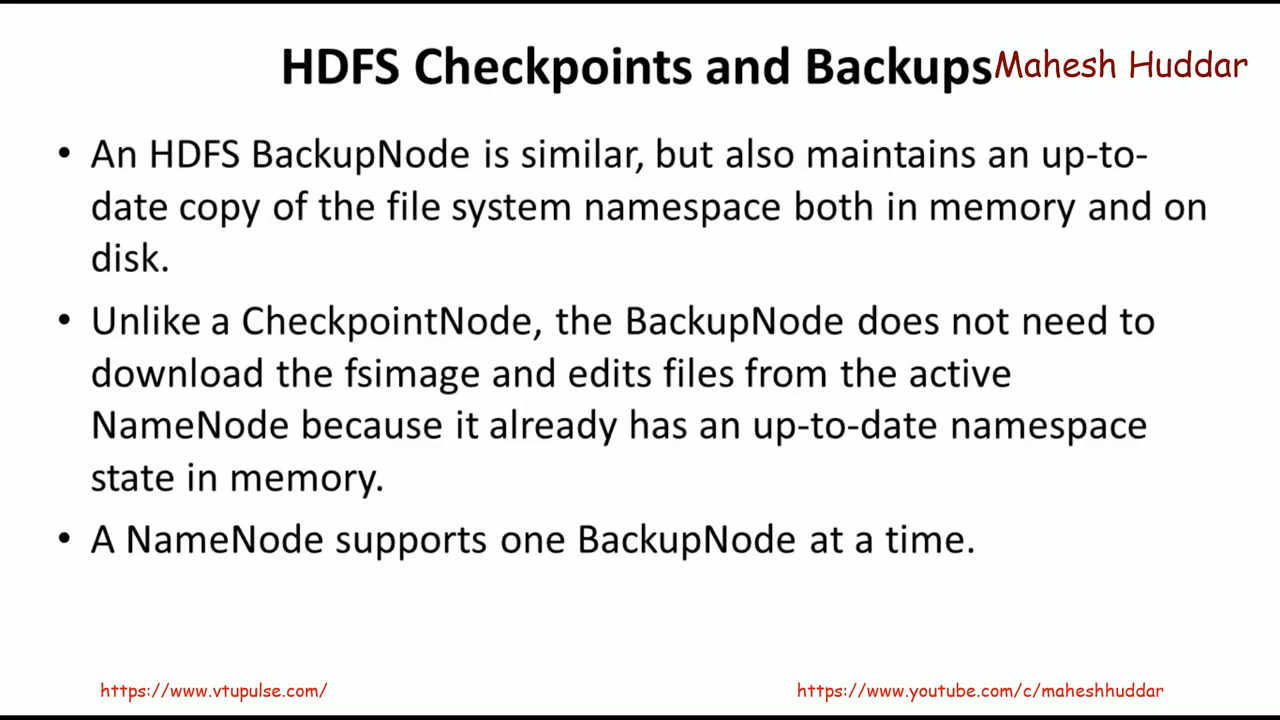 HDFS Checkpoints and Backups
Mahesh Huddar
• An HDFS BackupNode is similar, but also maintains an up-to-
date copy of the file system namespace both in memory and on
disk.
• Unlike a CheckpointNode, the BackupNode does not need to
download the fsimage and edits files from the active
NameNode because it already has an up-to-date namespace
state in memory.
• A NameNode supports one BackupNode at a time.
https://www.vtupulse.com/
https://www.youtube.com/c/maheshhuddar